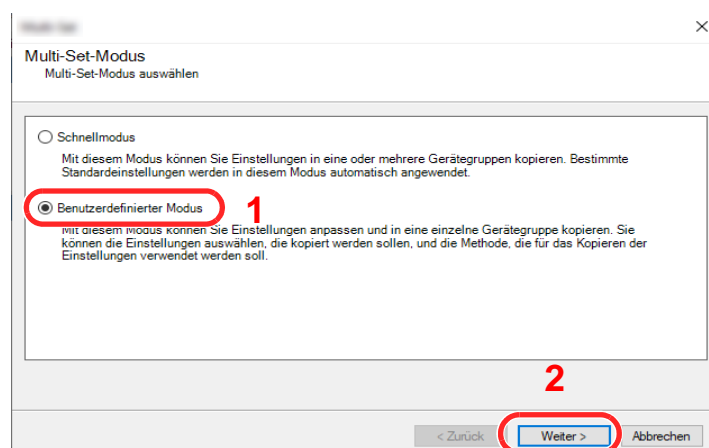 Multi-Set-Modus
Multi-Set-Modus auswählen
Schnellmodus
Mit diesem Modus können Sie Einstellungen in eine oder mehrere Gerätegruppen kopieren. Bestimmte
Standardeinstellungen werden in diesem Modus automatisch angewendet.
Benutzerdefinierter Modus
1
Mit diesem Modus können Sie Einstellungen anpassen und in eine einzelne Gerätegruppe kopieren. Sie
können die Einstellungen auswählen, die kopiert werden sollen, und die Methode, die für das Kopieren der
Einstellungen verwendet werden soll.
2
< Zurück
Weiter >
Abbrechen